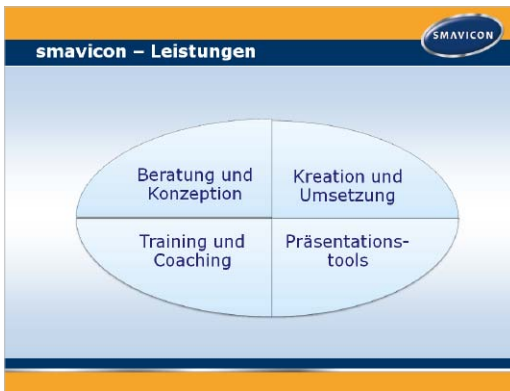 SMAVICON
smavicon – Leistungen
Beratung und
Konzeption
Kreation und
Umsetzung
Training und
Coaching
Präsentations-
tools